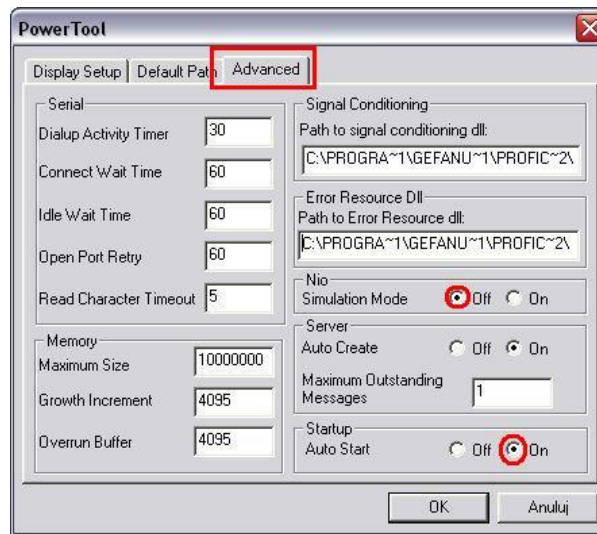 PowerTool
Display Setup Default Path Advanced
Serial
Dialup Activity Timer 30
Connect Wait Time 60
Idle Wait Time 60
Open Port Retry 60
Read Character Timeout 5
Memory
Maximum Size 10000000
Growth Increment 4095
Overrun Buffer 4095
Signal Conditioning
Path to signal conditioning dll:
C:\PROGRA~1\GEFANU~1\PROFIC~2\
Error Resource Dll
Path to Error Resource dll:
C:\PROGRA~1\GEFANU~1\PROFIC~2\
Nio
Simulation Mode Off On
Server
Auto Create Off On
Maximum Outstanding
Messages 1
Startup
Auto Start Off On
OK Anuluj